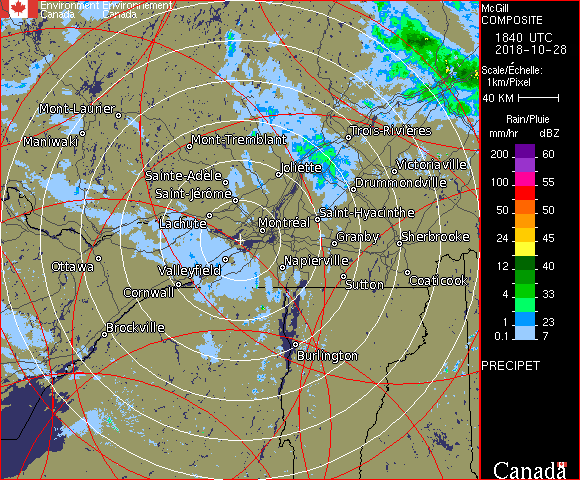 Environment Environnement
Canada Canada
McGill
COMPOSITE
1840 UTC
2018-10-28
Scale/Échelle:
1km/Pixel
40 KM
Rain/Pluie
mm/hr dBZ
200 60
100 55
50 50
24 45
12 40
4 33
1 23
0.1 7
PRECIPET
Canada
Mont-Laurier
Maniwaki
Mont-Tremblant
Trois-Rivières
Sainte-Adèle
Joliette
Victoriaville
Saint-Jérôme
Drummondville
Lachute
Montréal
Saint-Hyacinthe
Granby
Sherbrooke
Ottawa
Valleyfield
Napierville
Cornwall
Sutton
Coaticook
Brockville
Burlington